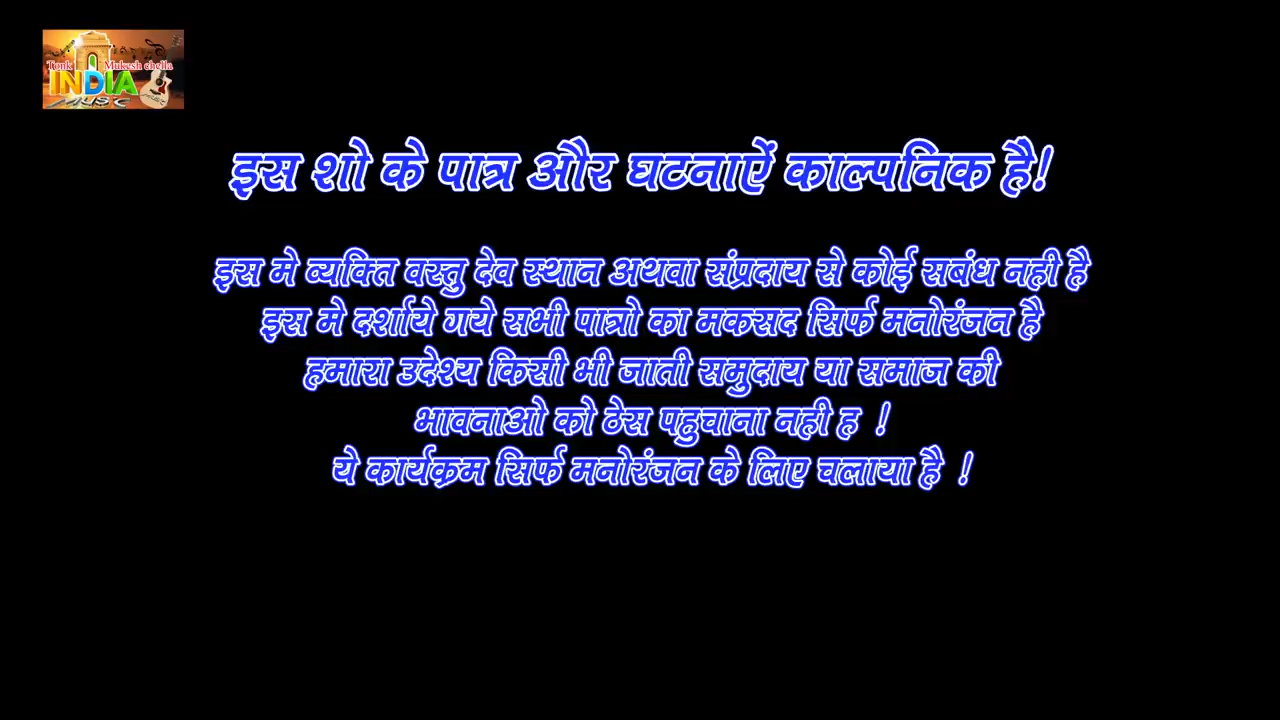 Tonk Mukesh chella
INDIA
MUSIC
इस शो के पात्र और घटनाऐं काल्पनिक है!
इस मे व्यक्ति वस्तु देव स्थान अथवा संप्रदाय से कोई सबंध नही है
इस मे दर्शाये गये सभी पात्रो का मकसद सिर्फ मनोरंजन है
हमारा उदेश्य किसी भी जाती समुदाय या समाज की
भावनाओ को ठेस पहुचाना नही ह !
ये कार्यक्रम सिर्फ मनोरंजन के लिए चलाया है !